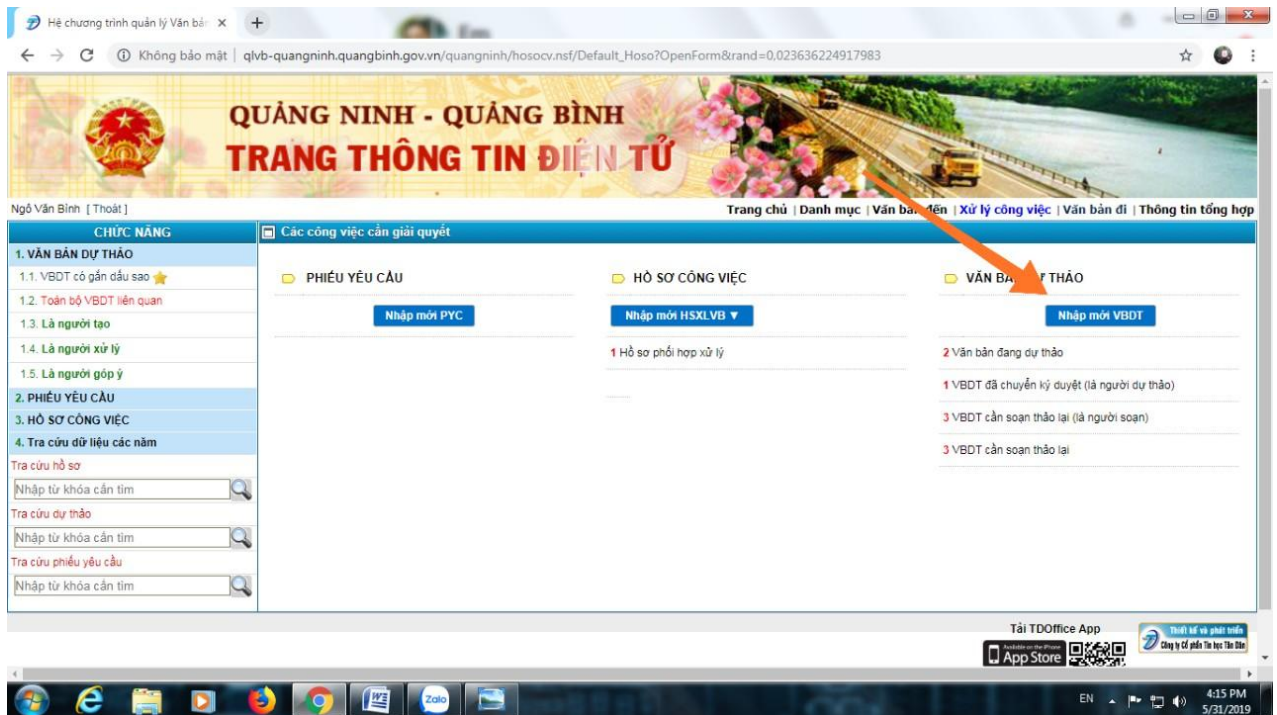 Hệ chương trình quản lý Văn bản
Không bảo mật | qlvb-quangninh.quangbinh.gov.vn/quangninh/hosocv.nsf/Default_Hoso?OpenForm&rand=0.023636224917983
QUẢNG NINH - QUẢNG BÌNH
TRANG THÔNG TIN ĐIỆN TỬ
Ngô Văn Bình [ Thoát ]
Trang chủ | Danh mục | Văn bản đến | Xử lý công việc | Văn bản đi | Thông tin tổng hợp
CHỨC NĂNG
Các công việc cần giải quyết
1. VĂN BẢN DỰ THẢO
1.1. VBDT có gắn dấu sao
1.2. Toàn bộ VBDT liên quan
1.3. Là người tạo
1.4. Là người xử lý
1.5. Là người góp ý
2. PHIẾU YÊU CẦU
3. HỒ SƠ CÔNG VIỆC
4. Tra cứu dữ liệu các năm
Tra cứu hồ sơ
Nhập từ khóa cần tìm
Tra cứu dự thảo
Nhập từ khóa cần tìm
Tra cứu phiếu yêu cầu
Nhập từ khóa cần tìm
PHIẾU YÊU CẦU
Nhập mới PYC
HỒ SƠ CÔNG VIỆC
Nhập mới HSXLVB ▼
1 Hồ sơ phối hợp xử lý
VĂN BẢN DỰ THẢO
Nhập mới VBDT
2 Văn bản đang dự thảo
1 VBDT đã chuyển ký duyệt (là người dự thảo)
3 VBDT cần soạn thảo lại (là người soạn)
3 VBDT cần soạn thảo lại
Tải TDOffice App
Available on the iPhone
App Store
Thiết kế và phát triển
Công ty Cổ phần Tin học Tân Dân
Zalo
EN
4:15 PM
5/31/2019